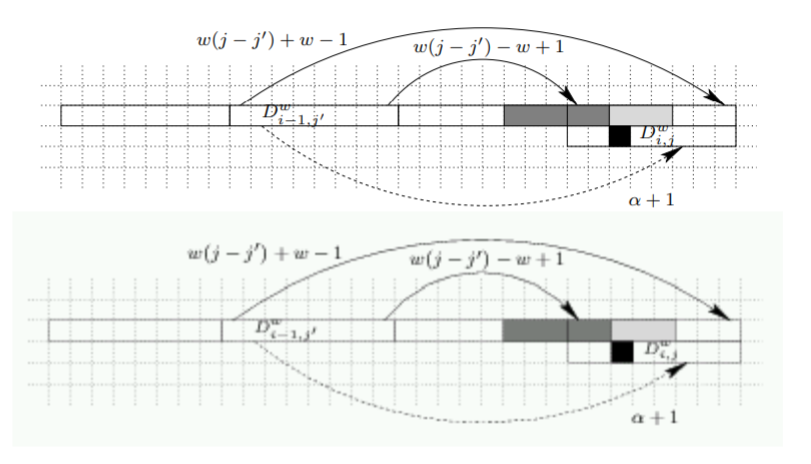 w(j − j′) + w − 1
w(j − j′) − w + 1
D^w_{i−1,j′}
D^w_{i,j}
α + 1
w(j − j′) + w − 1
w(j − j′) − w + 1
D^w_{i−1,j′}
D^w_{i,j}
α + 1